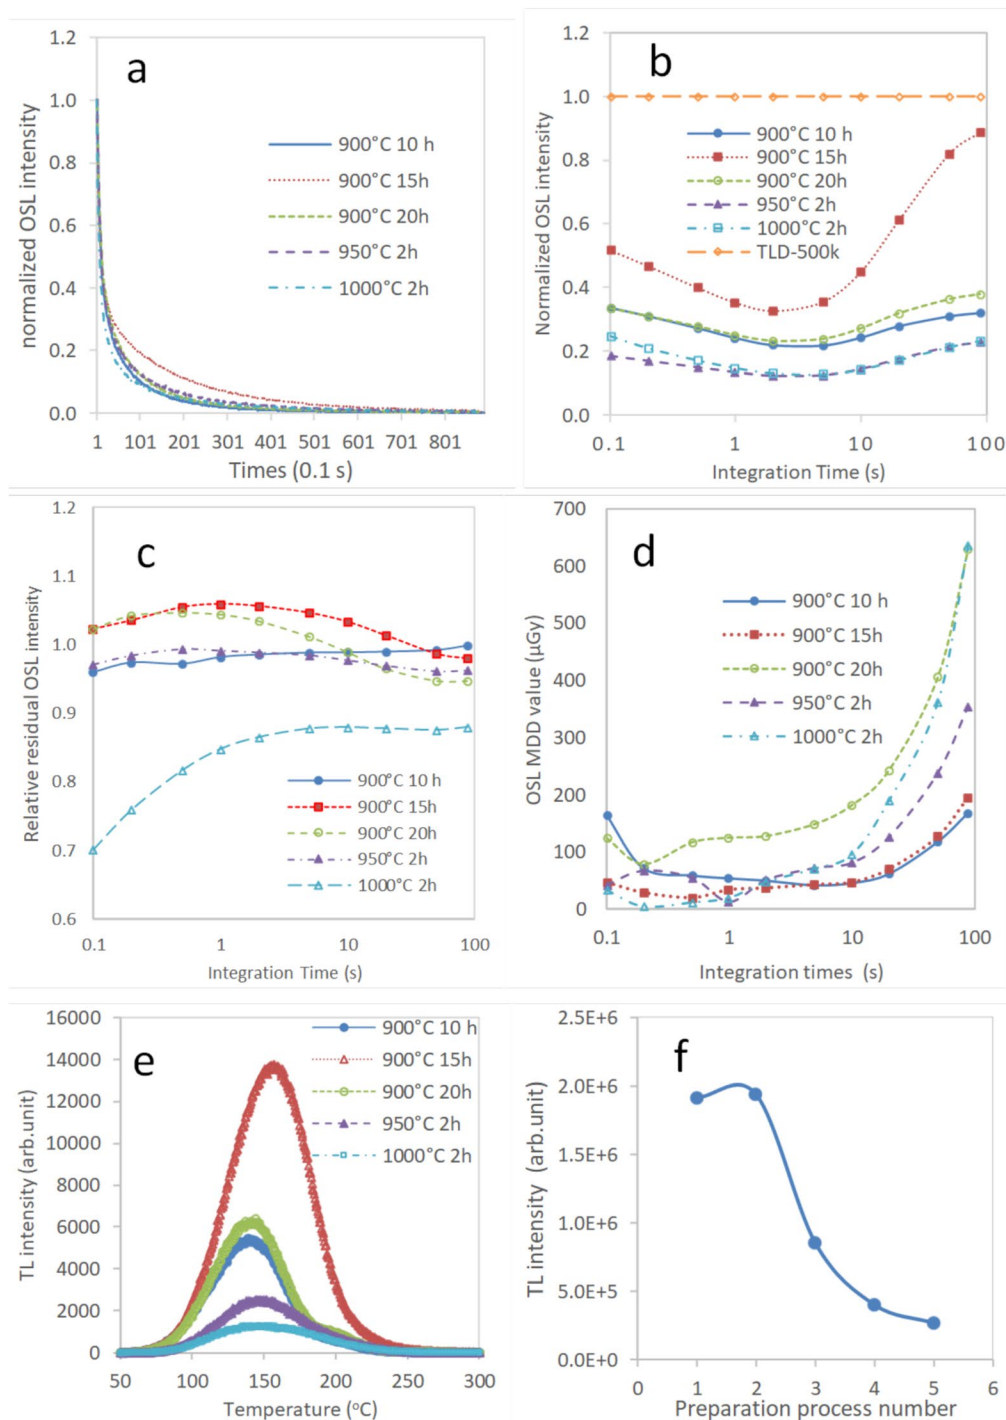 a
normalized OSL intensity
1.2
1.0
0.8
0.6
0.4
0.2
0.0
900°C 10 h
900°C 15h
900°C 20h
950°C 2h
1000°C 2h
1 101 201 301 401 501 601 701 801
Times (0.1 s)
b
Normalized OSL intensity
1.2
1.0
0.8
0.6
0.4
0.2
0.0
900°C 10 h
900°C 15h
900°C 20h
950°C 2h
1000°C 2h
TLD-500k
0.1 1 10 100
Integration Time (s)
c
Relative residual OSL intensity
1.2
1.1
1.0
0.9
0.8
0.7
0.6
900°C 10 h
900°C 15h
900°C 20h
950°C 2h
1000°C 2h
0.1 1 10 100
Integration Time (s)
d
OSL MDD value (µGy)
700
600
500
400
300
200
100
0
900°C 10 h
900°C 15h
900°C 20h
950°C 2h
1000°C 2h
0.1 1 10 100
Integration times (s)
e
TL intensity (arb.unit)
16000
14000
12000
10000
8000
6000
4000
2000
0
900°C 10 h
900°C 15h
900°C 20h
950°C 2h
1000°C 2h
50 100 150 200 250 300
Temperature (°C)
f
TL intensity (arb.unit)
2.5E+6
2.0E+6
1.5E+6
1.0E+6
5.0E+5
0.0E+0
0 1 2 3 4 5 6
Preparation process number